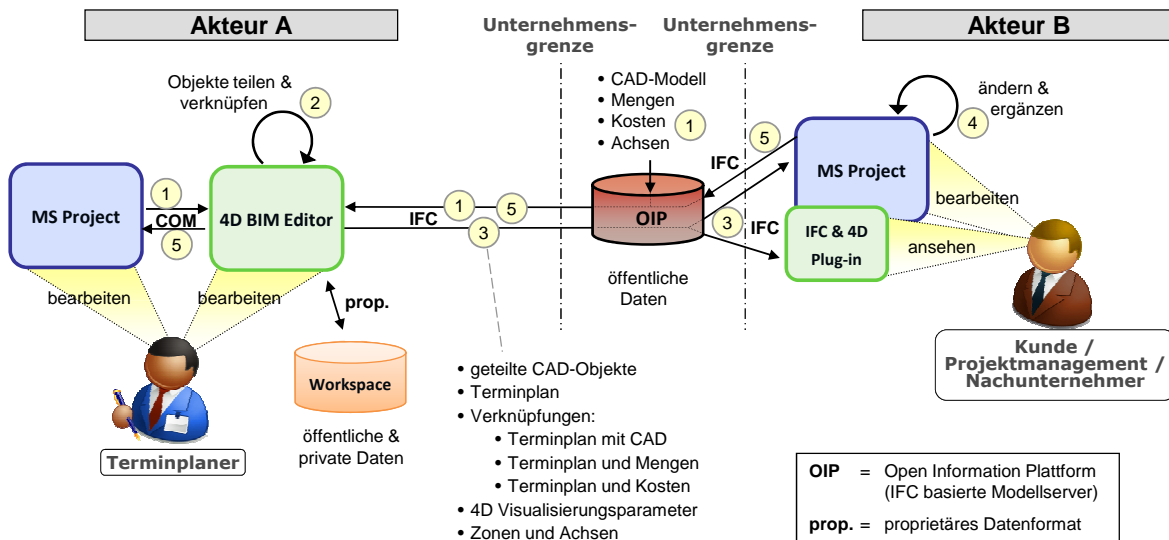 Akteur A
Unternehmens-
grenze
Unternehmens-
grenze
Akteur B
Objekte teilen &
verknüpfen
2
• CAD-Modell
• Mengen
• Kosten
• Achsen
1
ändern &
ergänzen
4
5
IFC
MS Project
1
COM
5
4D BIM Editor
1
5
IFC
3
OIP
3
IFC
MS Project
IFC & 4D
Plug-in
bearbeiten
ansehen
öffentliche
Daten
bearbeiten
bearbeiten
prop.
Workspace
öffentliche &
private Daten
Terminplaner
Kunde /
Projektmanagement /
Nachunternehmer
• geteilte CAD-Objekte
• Terminplan
• Verknüpfungen:
• Terminplan mit CAD
• Terminplan und Mengen
• Terminplan und Kosten
• 4D Visualisierungsparameter
• Zonen und Achsen
OIP = Open Information Plattform
(IFC basierte Modellserver)
prop. = proprietäres Datenformat